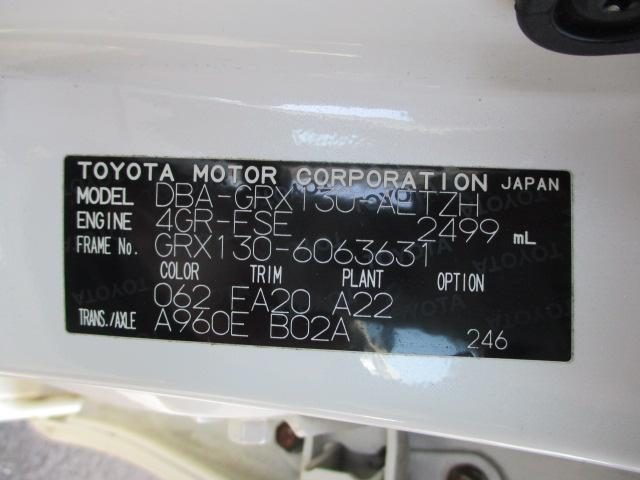 TOYOTA MOTOR CORPORATION JAPAN
MODEL DBA-GRX130-AETZH
ENGINE 4GR-ESE 2499 mL
FRAME No. GRX130-6063631
COLOR TRIM PLANT OPTION
062 FA20 A22
TRANS./AXLE A960E B02A 246